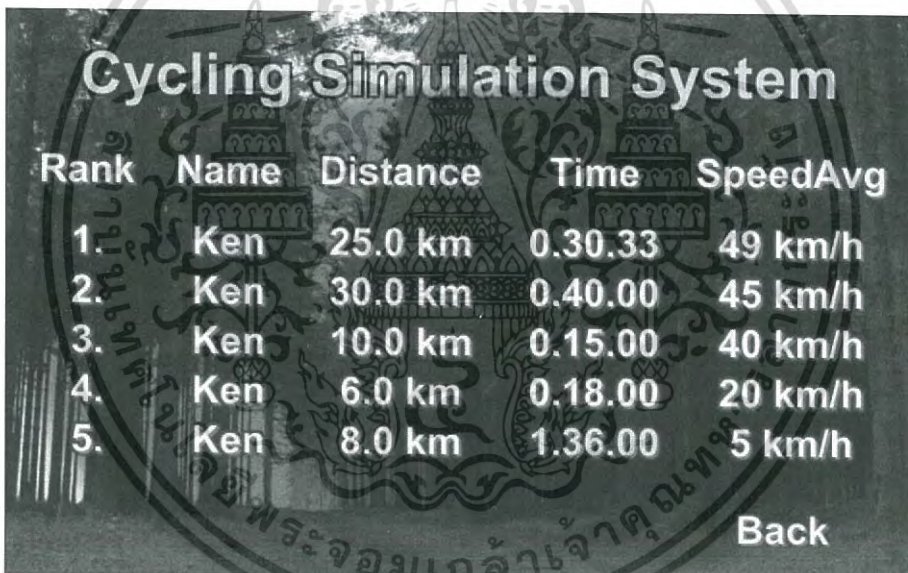 Cycling Simulation System
Rank Name Distance Time SpeedAvg
1. Ken 25.0 km 0.30.33 49 km/h
2. Ken 30.0 km 0.40.00 45 km/h
3. Ken 10.0 km 0.15.00 40 km/h
4. Ken 6.0 km 0.18.00 20 km/h
5. Ken 8.0 km 1.36.00 5 km/h
Back